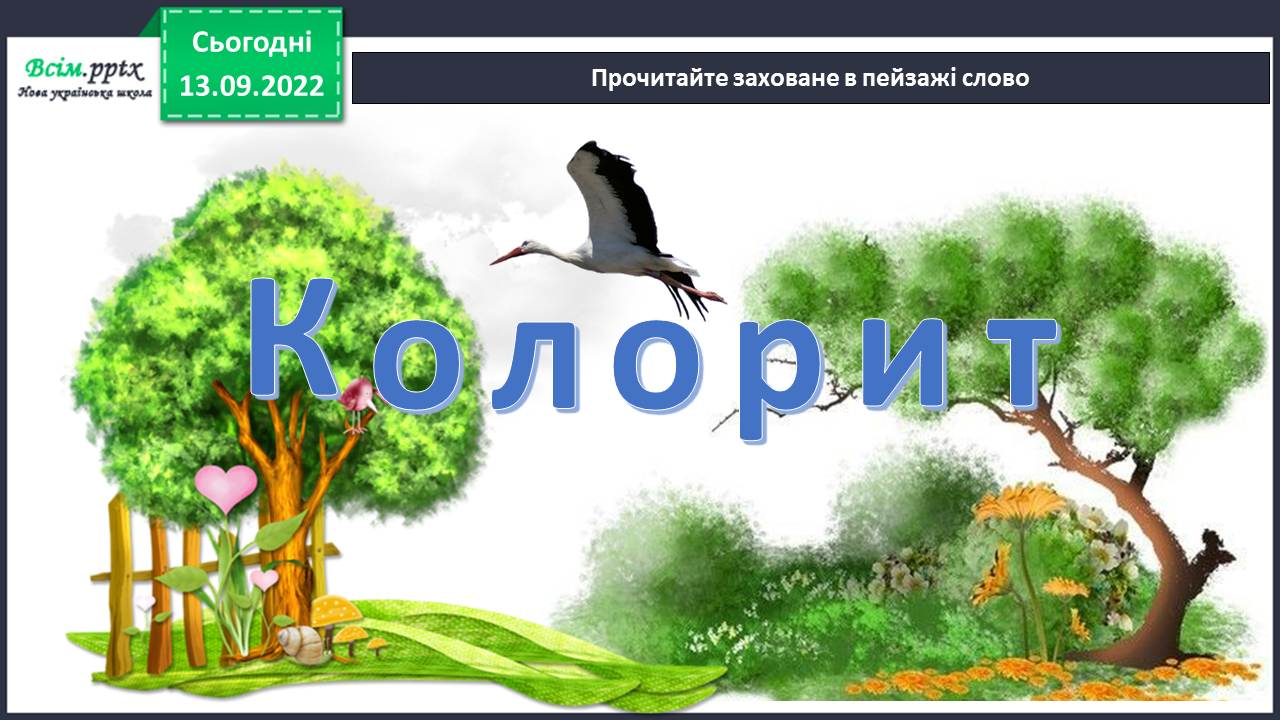 Всім.pptx
Нова українська школа
Сьогодні
13.09.2022
Прочитайте заховане в пейзажі слово
Колорит